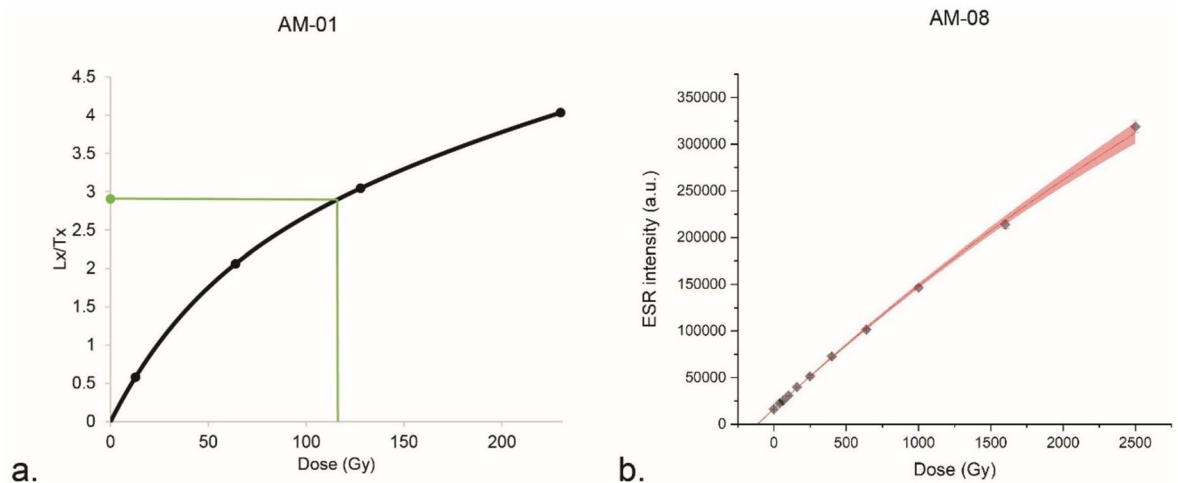 AM-01
4.5
4
3.5
3
2.5
2
1.5
1
0.5
0
Lx/Tx
0 50 100 150 200
Dose (Gy)
a.
AM-08
350000
300000
250000
200000
150000
100000
50000
0
ESR intensity (a.u.)
0 500 1000 1500 2000 2500
Dose (Gy)
b.